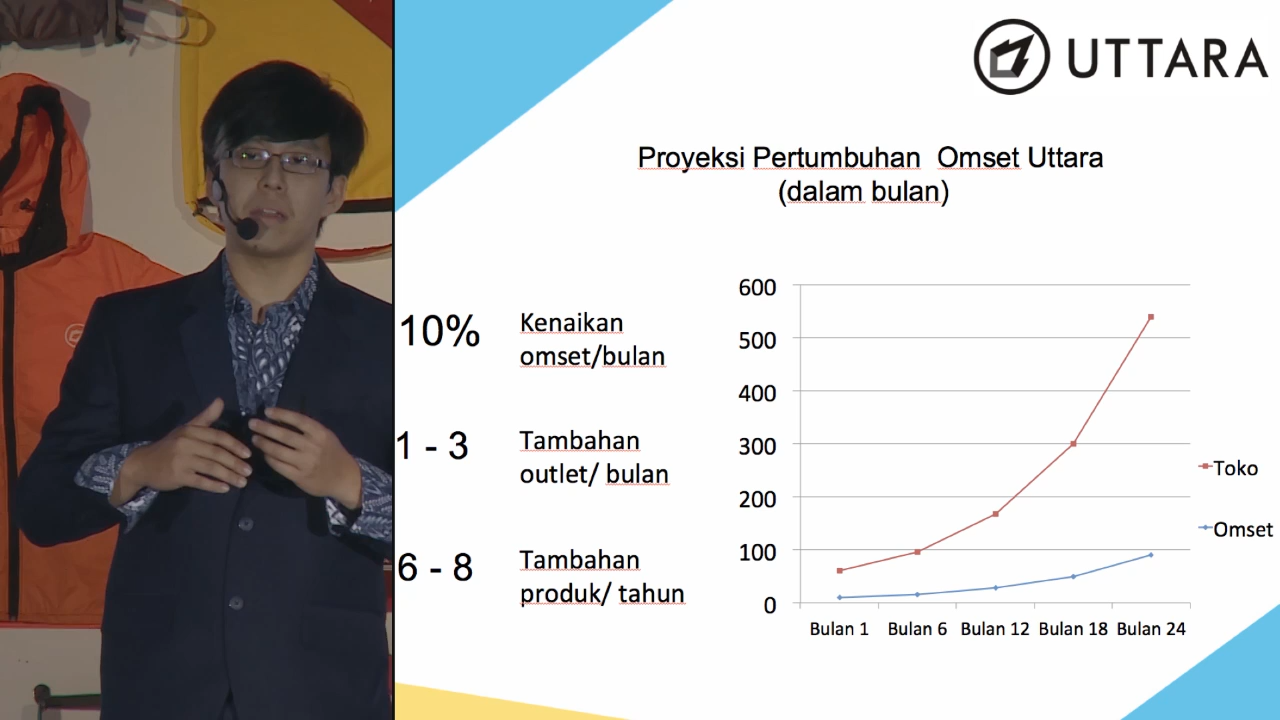 UTTARA
Proyeksi Pertumbuhan Omset Uttara
(dalam bulan)
10%
Kenaikan
omset/bulan
1 - 3
Tambahan
outlet/ bulan
6 - 8
Tambahan
produk/ tahun
600
500
400
300
200
100
0
Bulan 1 Bulan 6 Bulan 12 Bulan 18 Bulan 24
Toko
Omset